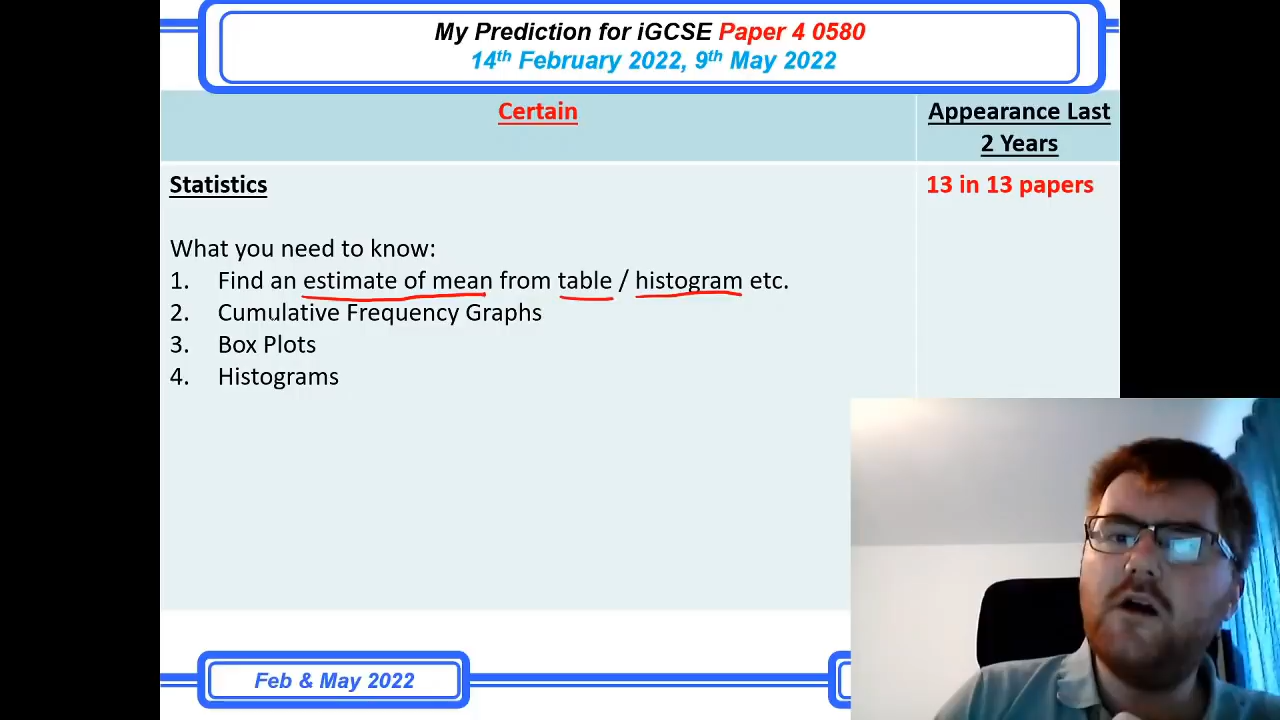 My Prediction for iGCSE Paper 4 0580
14th February 2022, 9th May 2022
Certain
Appearance Last
2 Years
Statistics
13 in 13 papers
What you need to know:
1. Find an estimate of mean from table / histogram etc.
2. Cumulative Frequency Graphs
3. Box Plots
4. Histograms
Feb & May 2022